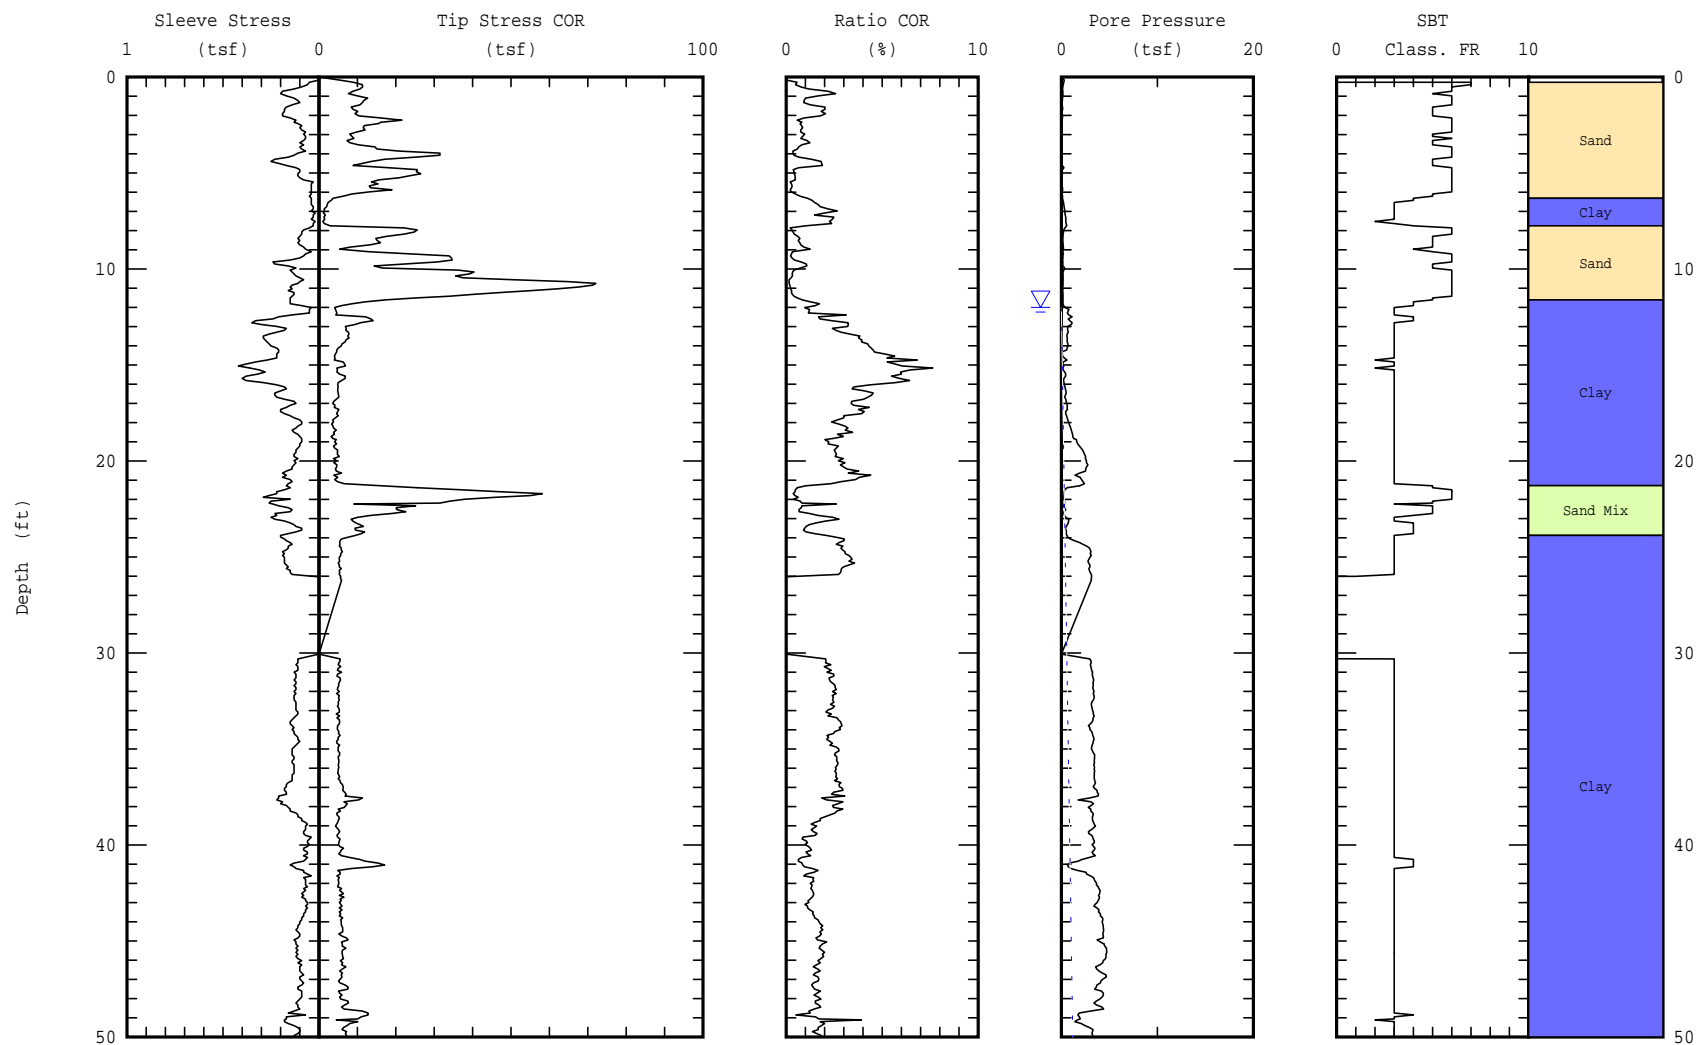 Sleeve Stress Tip Stress COR Ratio COR Pore Pressure SBT
1 (tsf) 0 (tsf) 100 0 (%) 10 0 (tsf) 20 0 Class. FR 10
0 0
Sand
Clay
Sand
10 10
Clay
20 20
Sand Mix
Depth (ft)
30 30
Clay
40 40
50 50